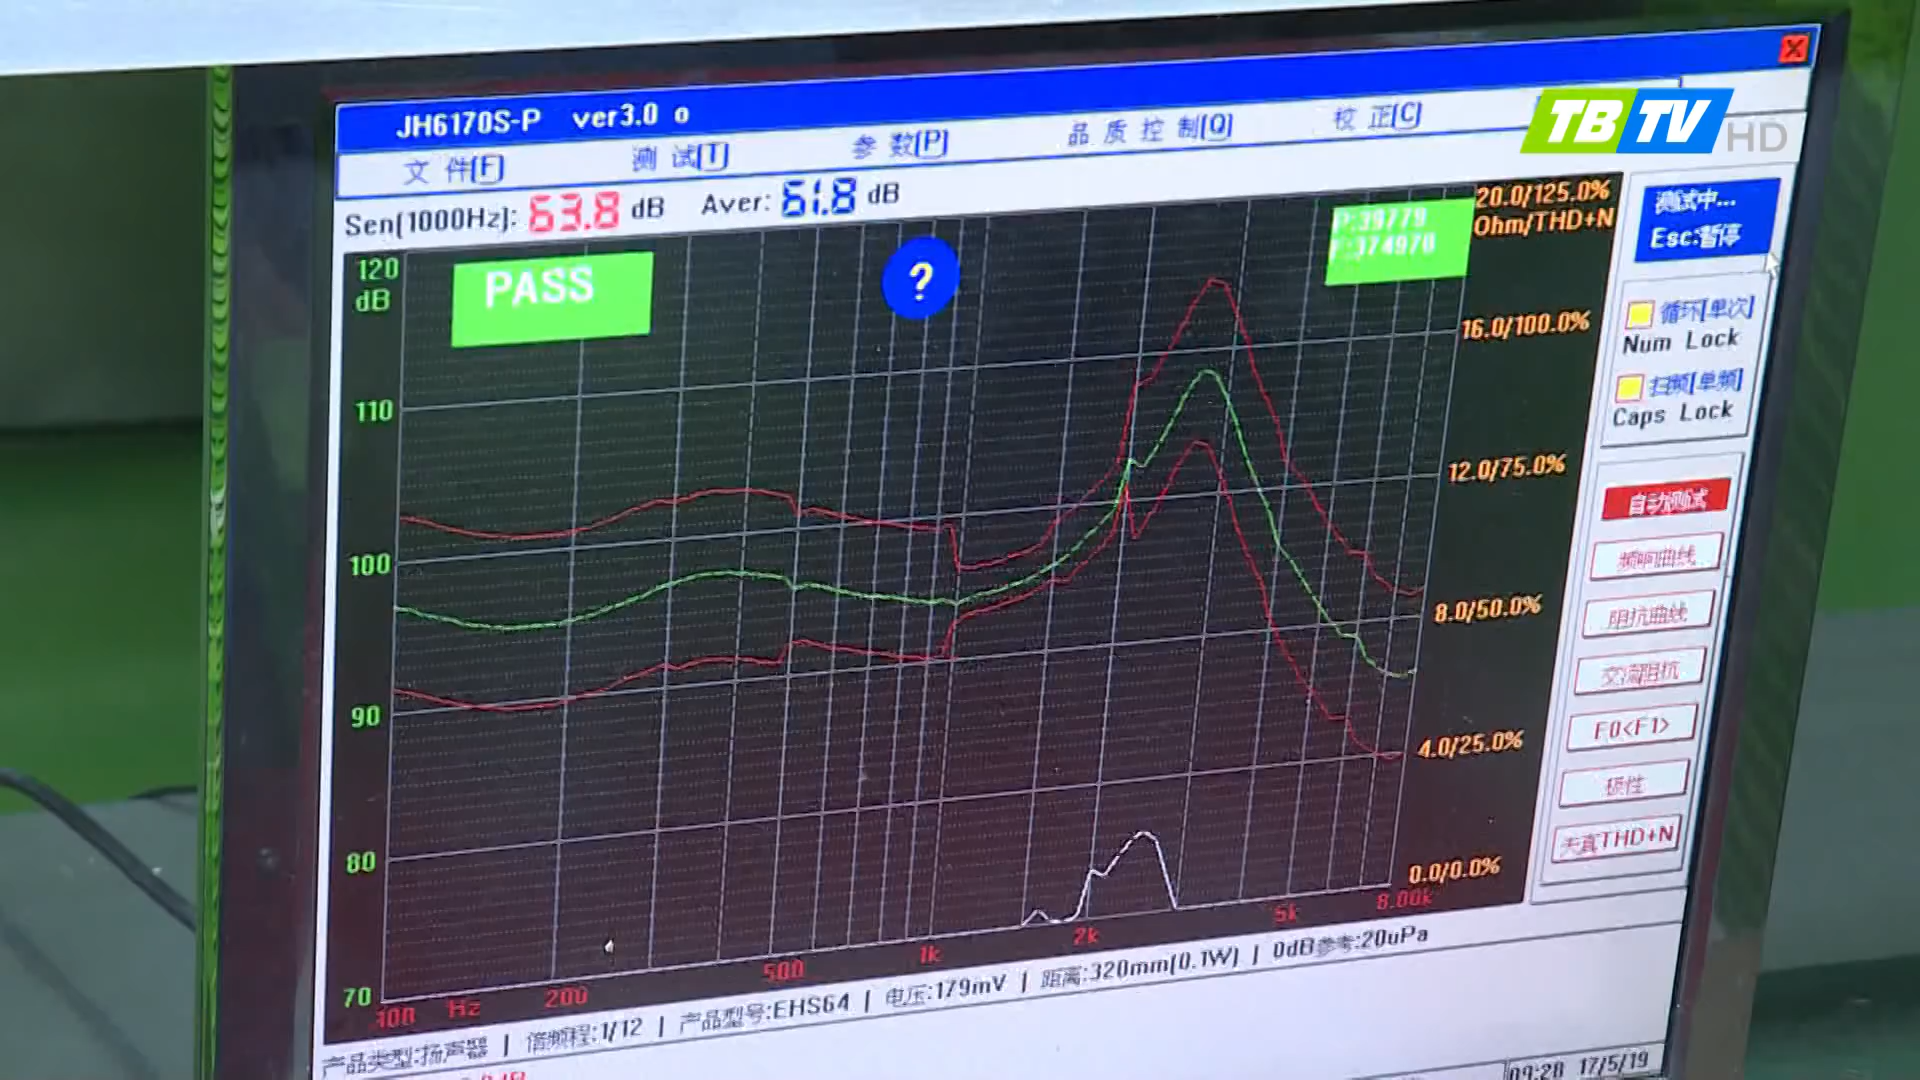 TBTV HD
JH6170S-P ver3.0 o
文件[F] 测试[T] 参数[P] 品质控制[Q] 校正[C]
Sen[1000Hz]: 63.8 dB Aver: 61.8 dB
测试中...
Esc:暂停
PASS
?
P:39779
20.0/125.0%
Ohm/THD+N
16.0/100.0%
12.0/75.0%
8.0/50.0%
4.0/25.0%
0.0/0.0%
120
dB
110
100
90
80
70
100 Hz 200 500 1k 2k 5k 8.00k
循环[单次]
Num Lock
扫频[单频]
Caps Lock
自动测试
频响曲线
阻抗曲线
交流阻抗
F0<F1>
极性
失真THD+N
产品类型:扬声器 | 倍频程:1/12 | 产品型号:EHS64 | 电压:179mV | 距离:320mm(0.1W) | 0dB参考:20uPa
09:28 17/5/19